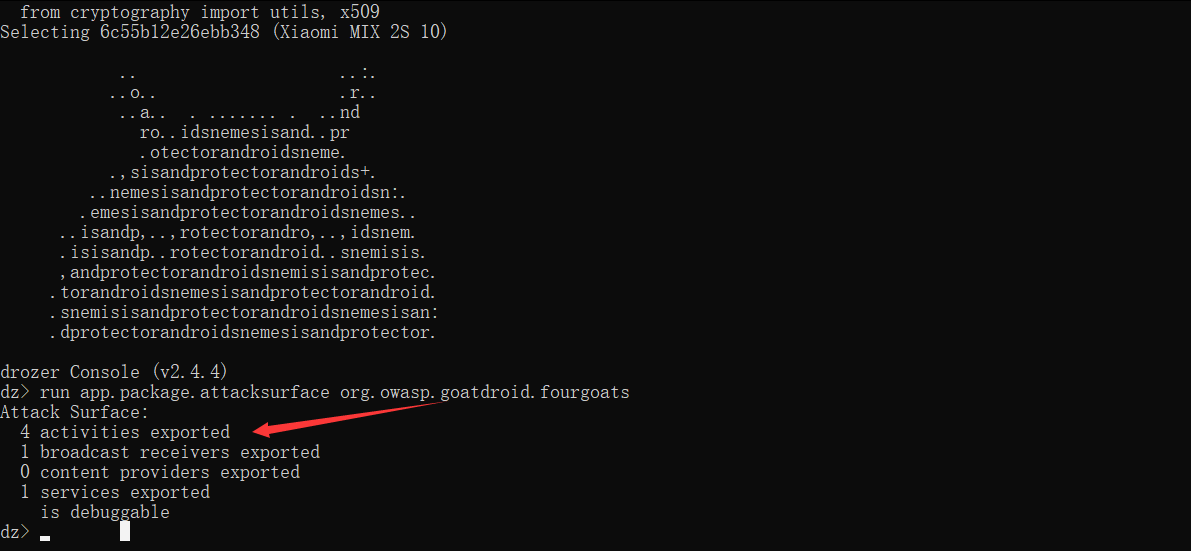 from cryptography import utils, x509
Selecting 6c55b12e26ebb348 (Xiaomi MIX 2S 10)
.. ..:.
..o.. .r..
..a.. . ....... . ..nd
ro..idsnemesisand..pr
.otectorandroidsneme.
.,sisandprotectorandroids+.
..nemesisandprotectorandroidsn:.
.emesisandprotectorandroidsnemes..
..isandp,..,rotectorandro,..,idsnem.
.isisandp..rotectorandroid..snemisis.
,andprotectorandroidsnemisisandprotec.
.torandroidsnemesisandprotectorandroid.
.snemisisandprotectorandroidsnemesisan:
.dprotectorandroidsnemesisandprotector.
drozer Console (v2.4.4)
dz> run app.package.attacksurface org.owasp.goatdroid.fourgoats
Attack Surface:
4 activities exported
1 broadcast receivers exported
0 content providers exported
1 services exported
is debuggable
dz>